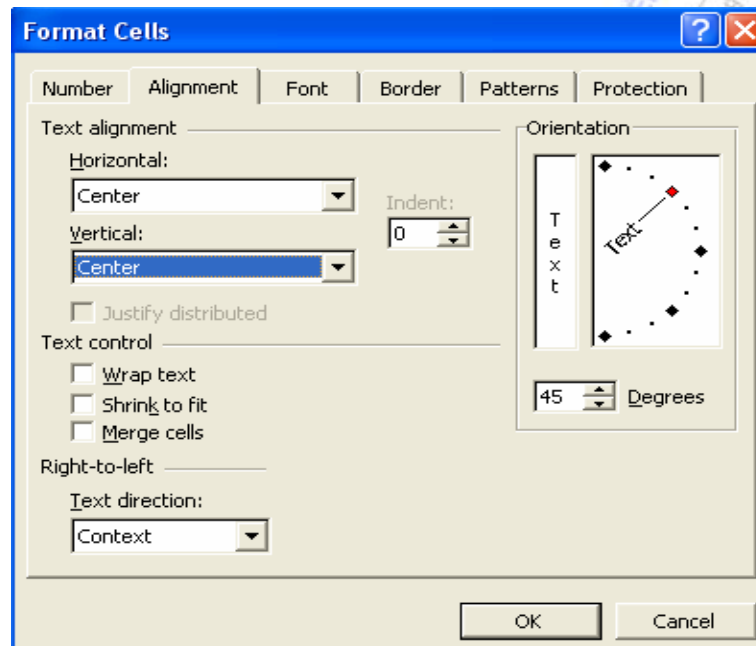 Format Cells
Number Alignment Font Border Patterns Protection
Text alignment
Horizontal:
Center
Indent:
0
Vertical:
Center
Justify distributed
Text control
Wrap text
Shrink to fit
Merge cells
Right-to-left
Text direction:
Context
Orientation
T
e
x
t
Text
45 Degrees
OK Cancel